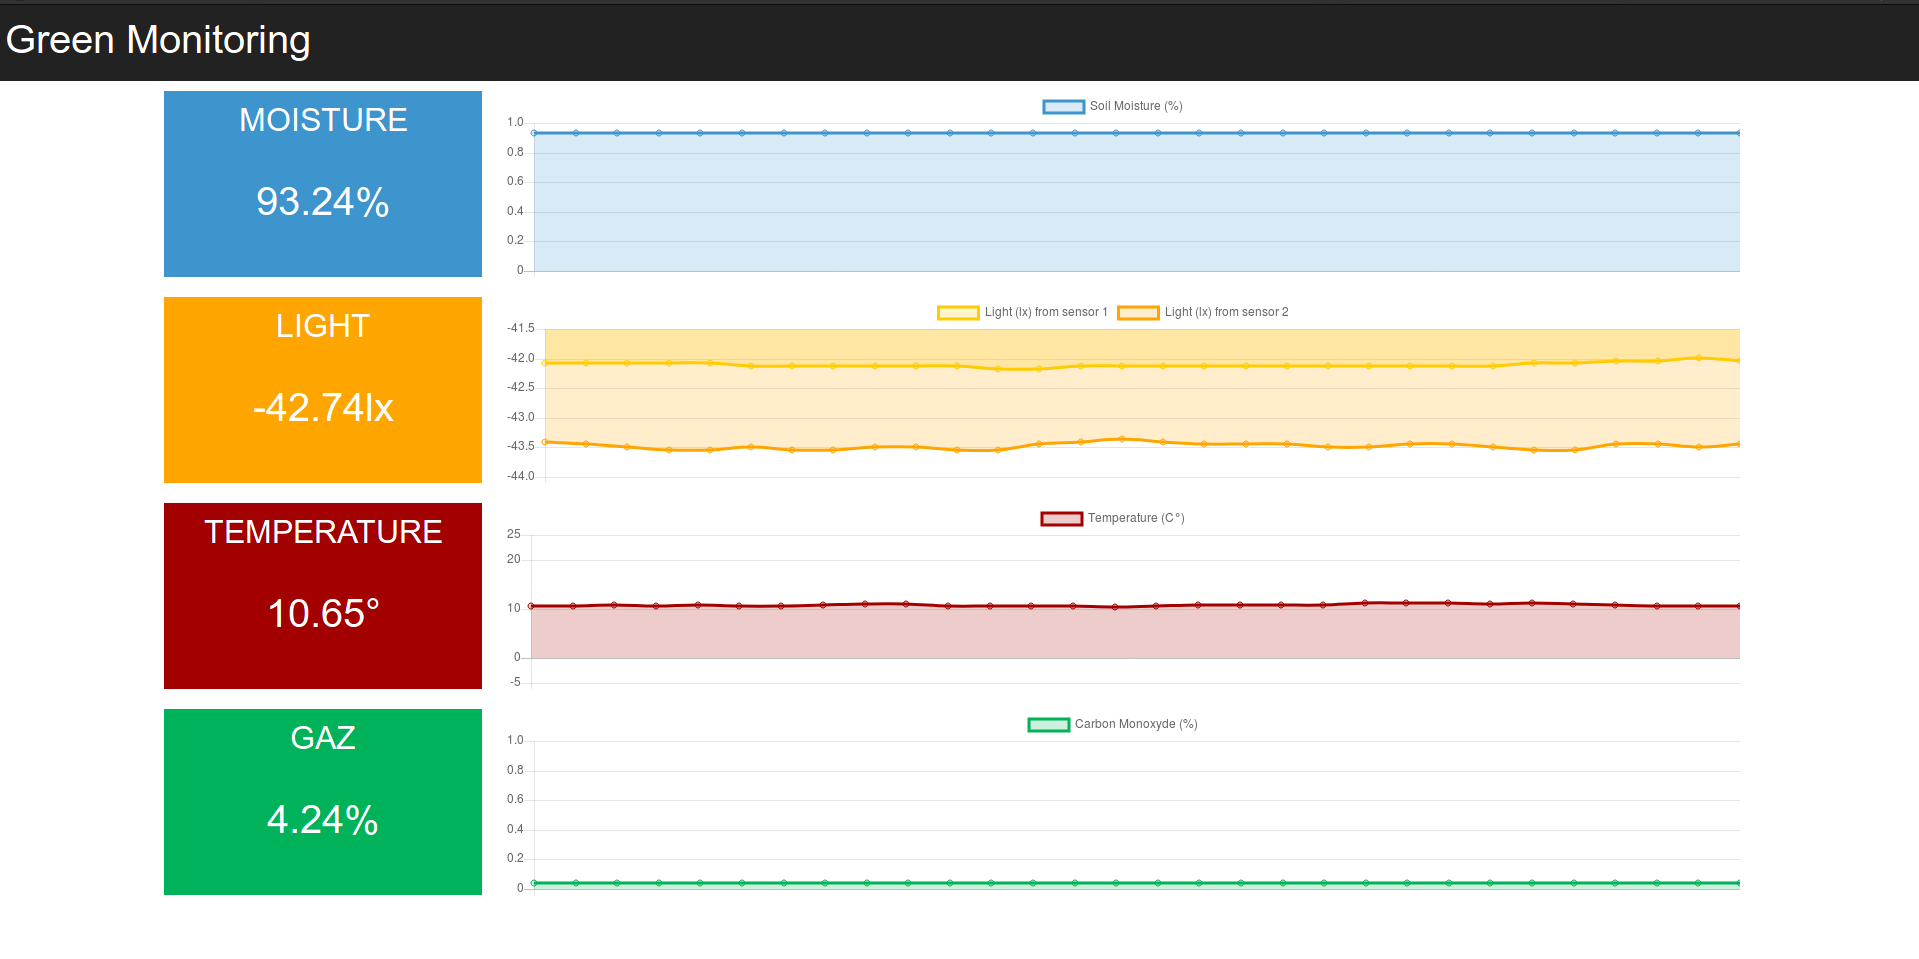 Green Monitoring
MOISTURE
93.24%
Soil Moisture (%)
1.0
0.8
0.6
0.4
0.2
0
LIGHT
-42.74lx
Light (lx) from sensor 1 Light (lx) from sensor 2
-41.5
-42.0
-42.5
-43.0
-43.5
-44.0
TEMPERATURE
10.65°
Temperature (C°)
25
20
10
0
-5
GAZ
4.24%
Carbon Monoxyde (%)
1.0
0.8
0.6
0.4
0.2
0